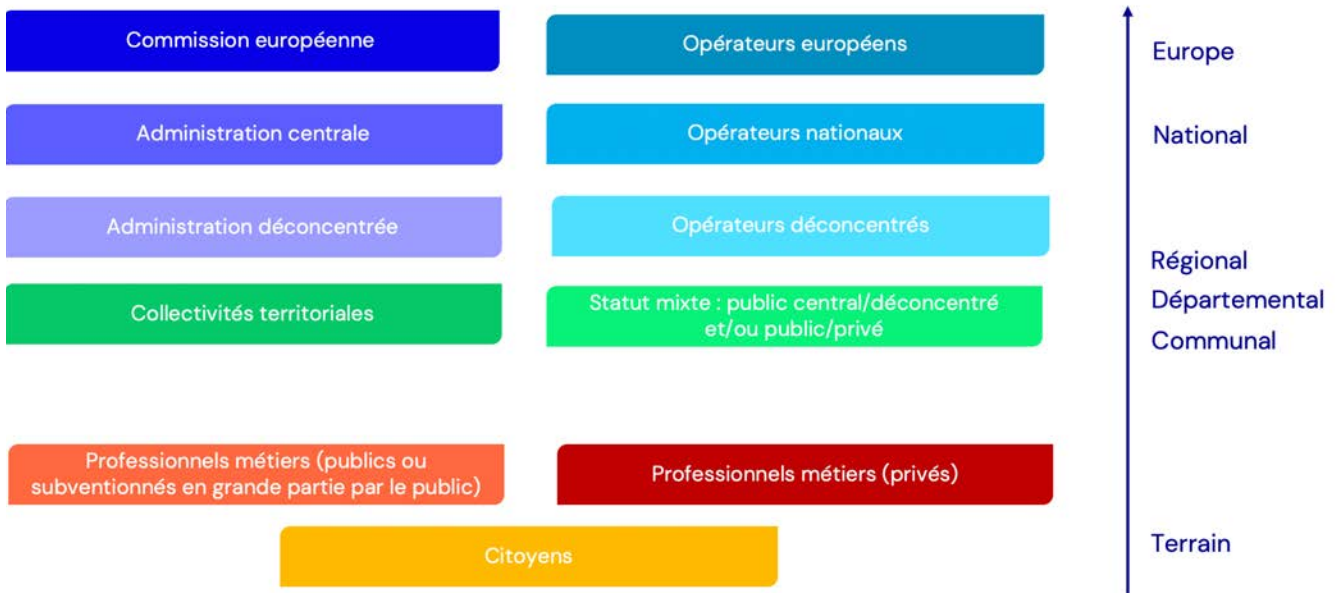 Commission européenne
Opérateurs européens
Europe
Administration centrale
Opérateurs nationaux
National
Administration déconcentrée
Opérateurs déconcentrés
Régional
Collectivités territoriales
Statut mixte : public central/déconcentré
et/ou public/privé
Départemental
Communal
Professionnels métiers (publics ou
subventionnés en grande partie par le public)
Professionnels métiers (privés)
Citoyens
Terrain